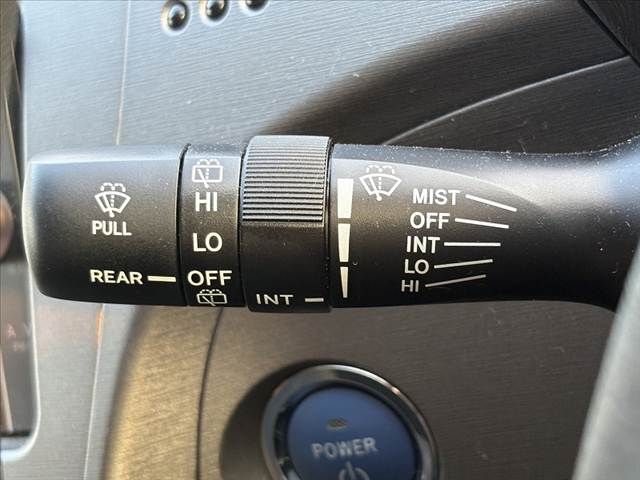 PULL
REAR
HI
LO
OFF
INT
MIST
OFF
INT
LO
HI
POWER